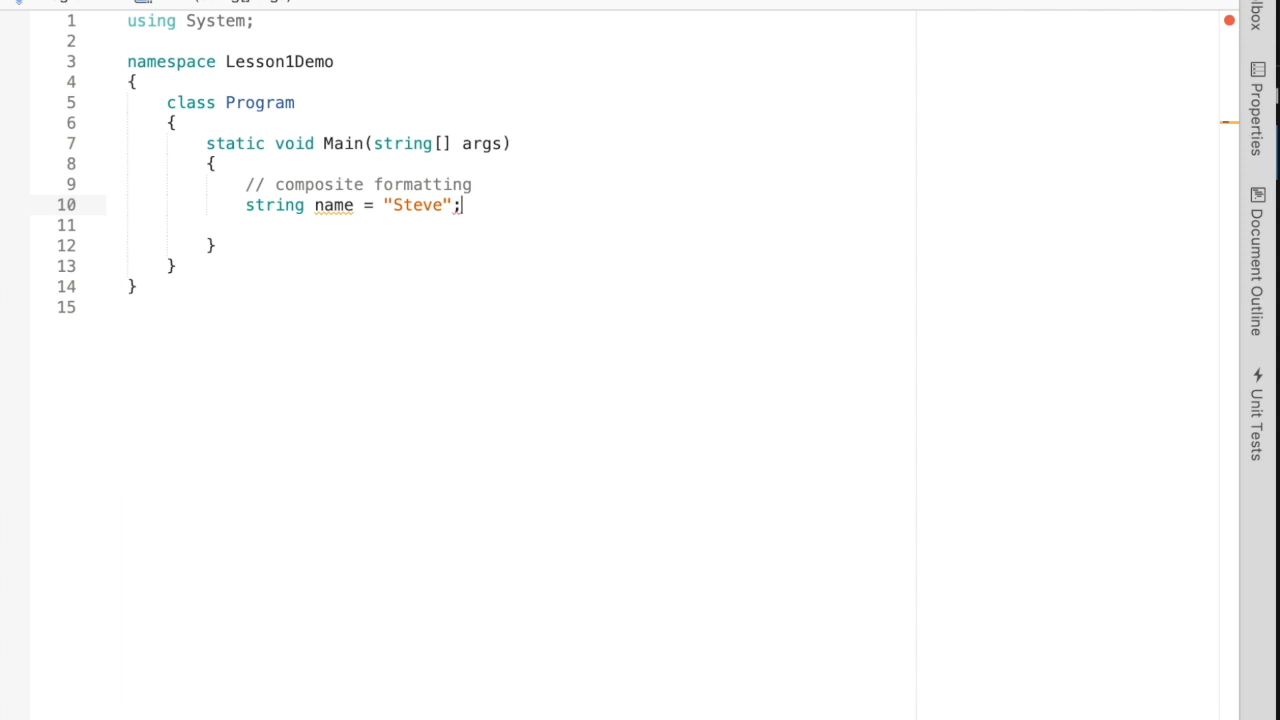 1 using System;
2
3 namespace Lesson1Demo
4 {
5 class Program
6 {
7 static void Main(string[] args)
8 {
9 // composite formatting
10 string name = "Steve";
11
12 }
13 }
14 }
15
lbox
Properties
Document Outline
Unit Tests